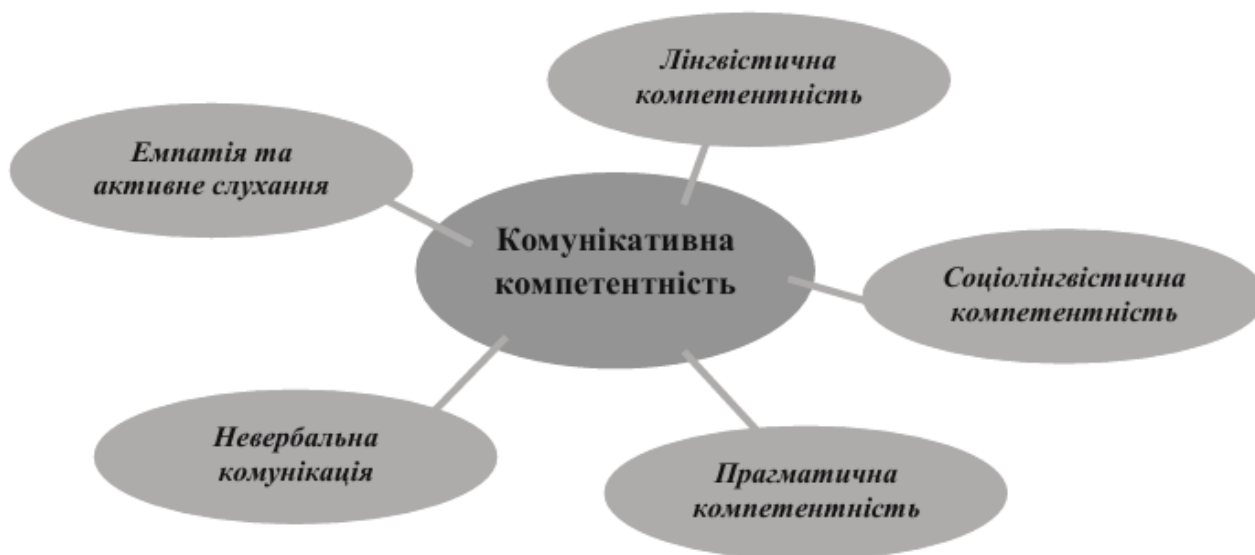 Лінгвістична
компетентність
Емпатія та
активне слухання
Комунікативна
компетентність
Соціолінгвістична
компетентність
Невербальна
комунікація
Прагматична
компетентність